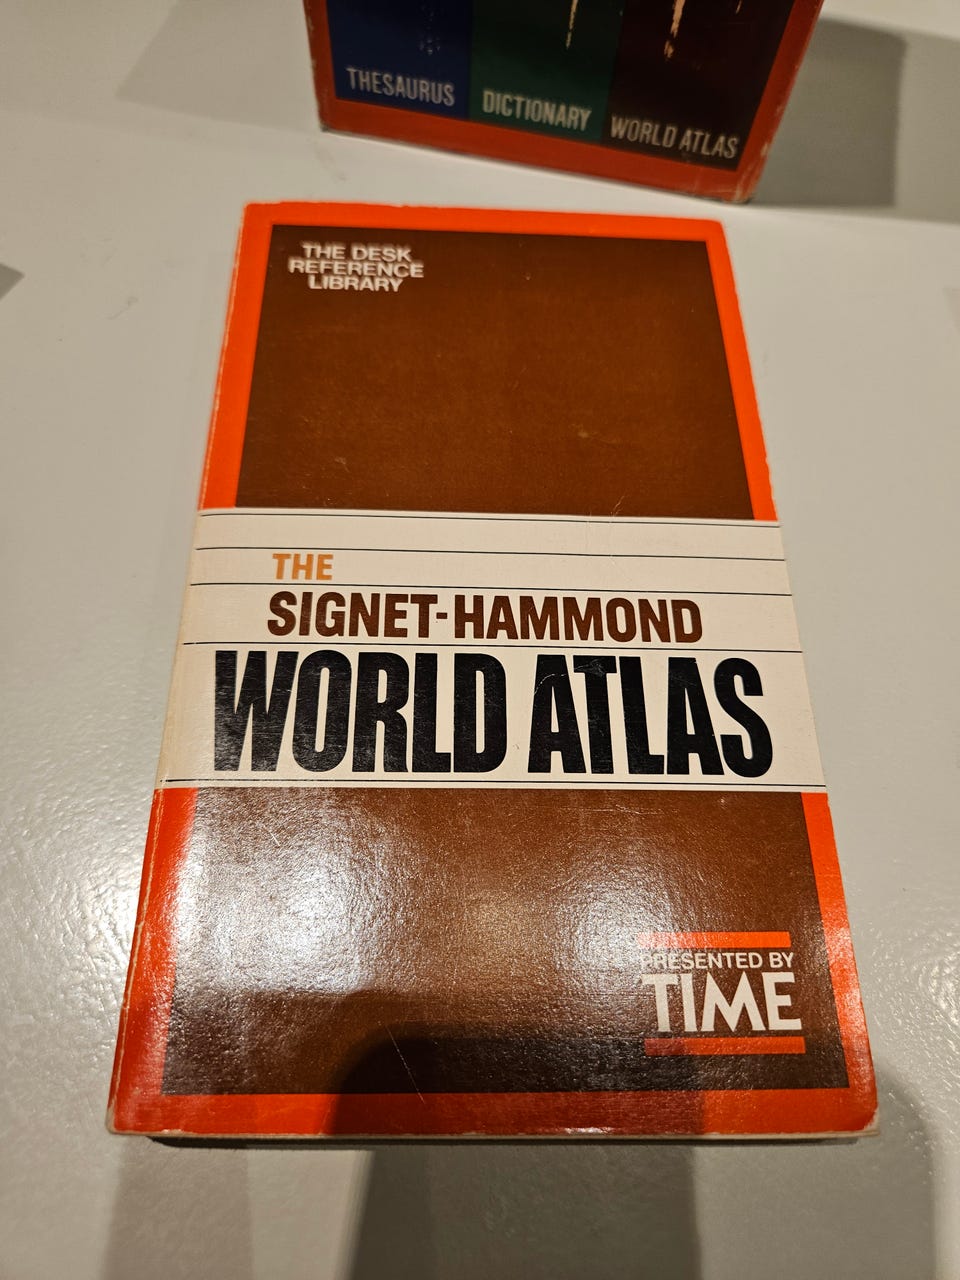 THESAURUS
DICTIONARY
WORLD ATLAS
THE DESK
REFERENCE
LIBRARY
THE
SIGNET-HAMMOND
WORLD ATLAS
PRESENTED BY
TIME